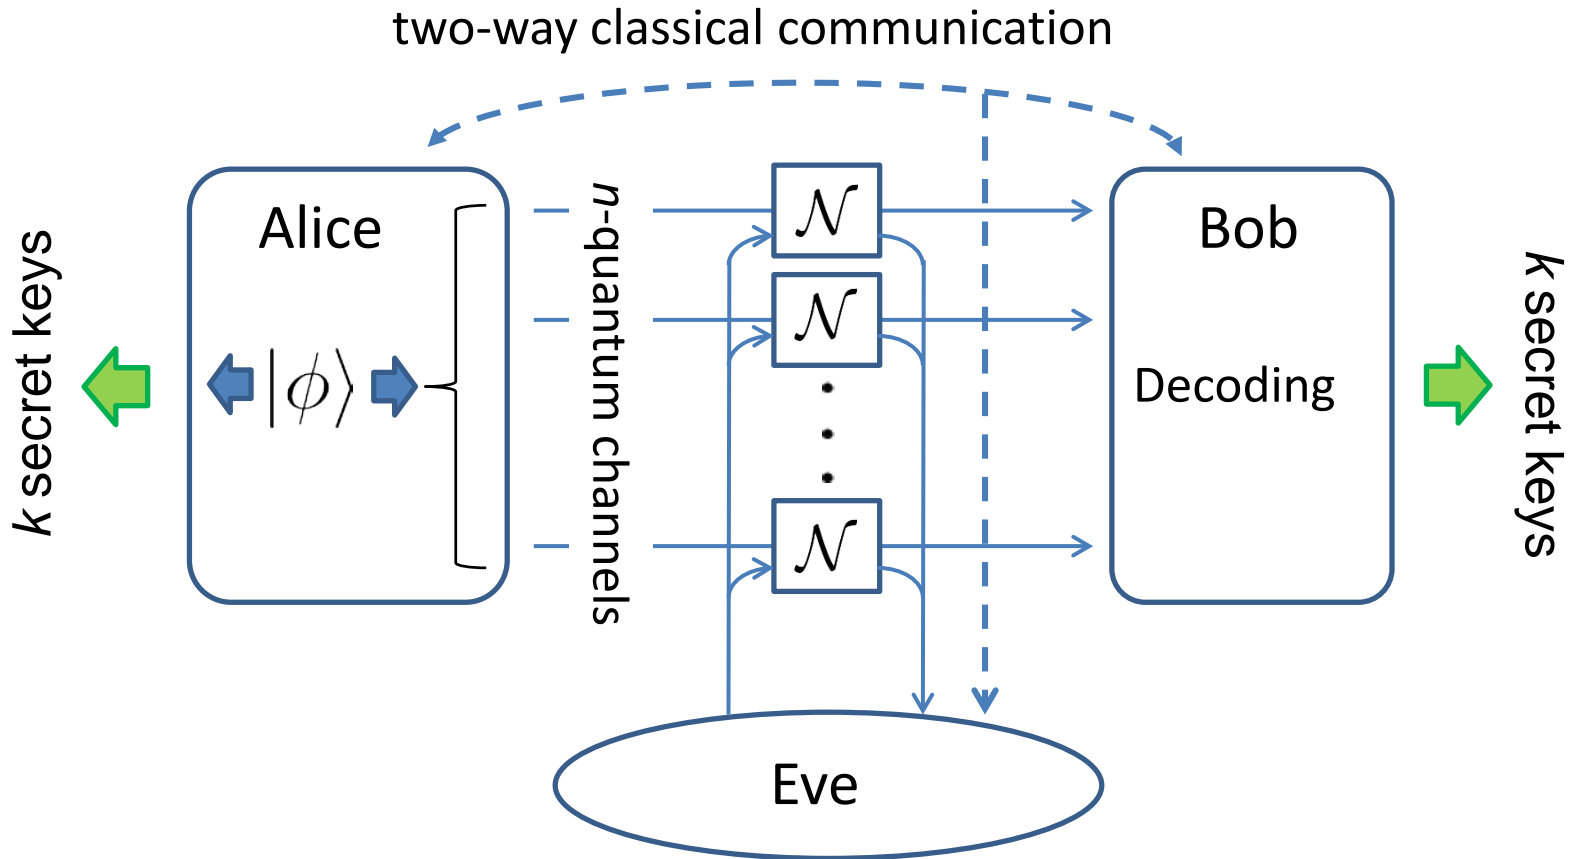 two-way classical communication
Alice
Bob
Decoding
|ϕ⟩
n-quantum channels
𝒩
𝒩
𝒩
k secret keys
k secret keys
Eve